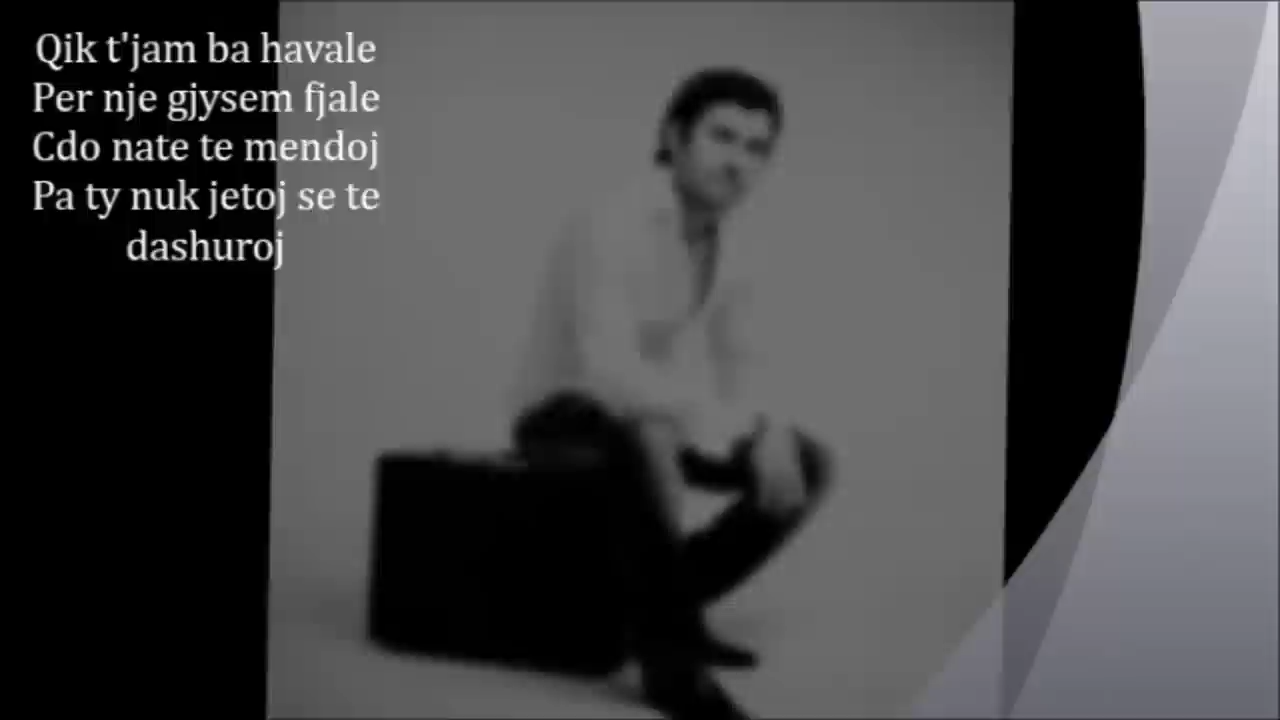 Qik t'jam ba havale
Per nje gjysem fjale
Cdo nate te mendoj
Pa ty nuk jetoj se te
dashuroj